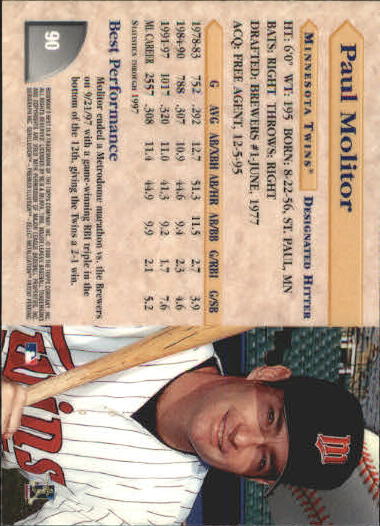 Paul Molitor
MINNESOTA TWINS® DESIGNATED HITTER
HT: 6'0" WT: 195 BORN: 8-22-56, ST. PAUL, MN
BATS: RIGHT THROWS: RIGHT
DRAFTED: BREWERS #1-JUNE, 1977
ACQ: FREE AGENT, 12-5-95
G AVG AB/BH AB/HR AB/BB G/RBI G/SB
1978-83 752 .292 12.7 51.3 11.5 2.7 3.9
1984-90 788 .307 10.9 44.6 9.4 2.3 4.6
1991-97 1017 .320 11.0 41.3 9.2 1.7 7.6
ML CAREER 2557 .308 11.4 44.9 9.9 2.1 5.2
STATISTICS THROUGH 1997
Best Performance
Molitor ended a Metrodome marathon vs. the Brewers
on 9/21/97 with a game-winning RBI triple in the
bottom of the 12th, giving the Twins a 2-1 win.
90
m
Twins